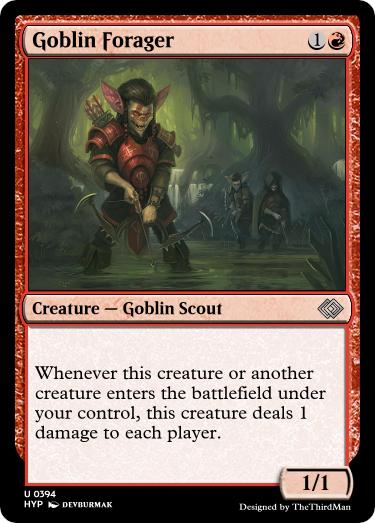 Goblin Forager
1
Creature — Goblin Scout
Whenever this creature or another
creature enters the battlefield under
your control, this creature deals 1
damage to each player.
1/1
U 0394
HYP DEVBURMAK
Designed by TheThirdMan